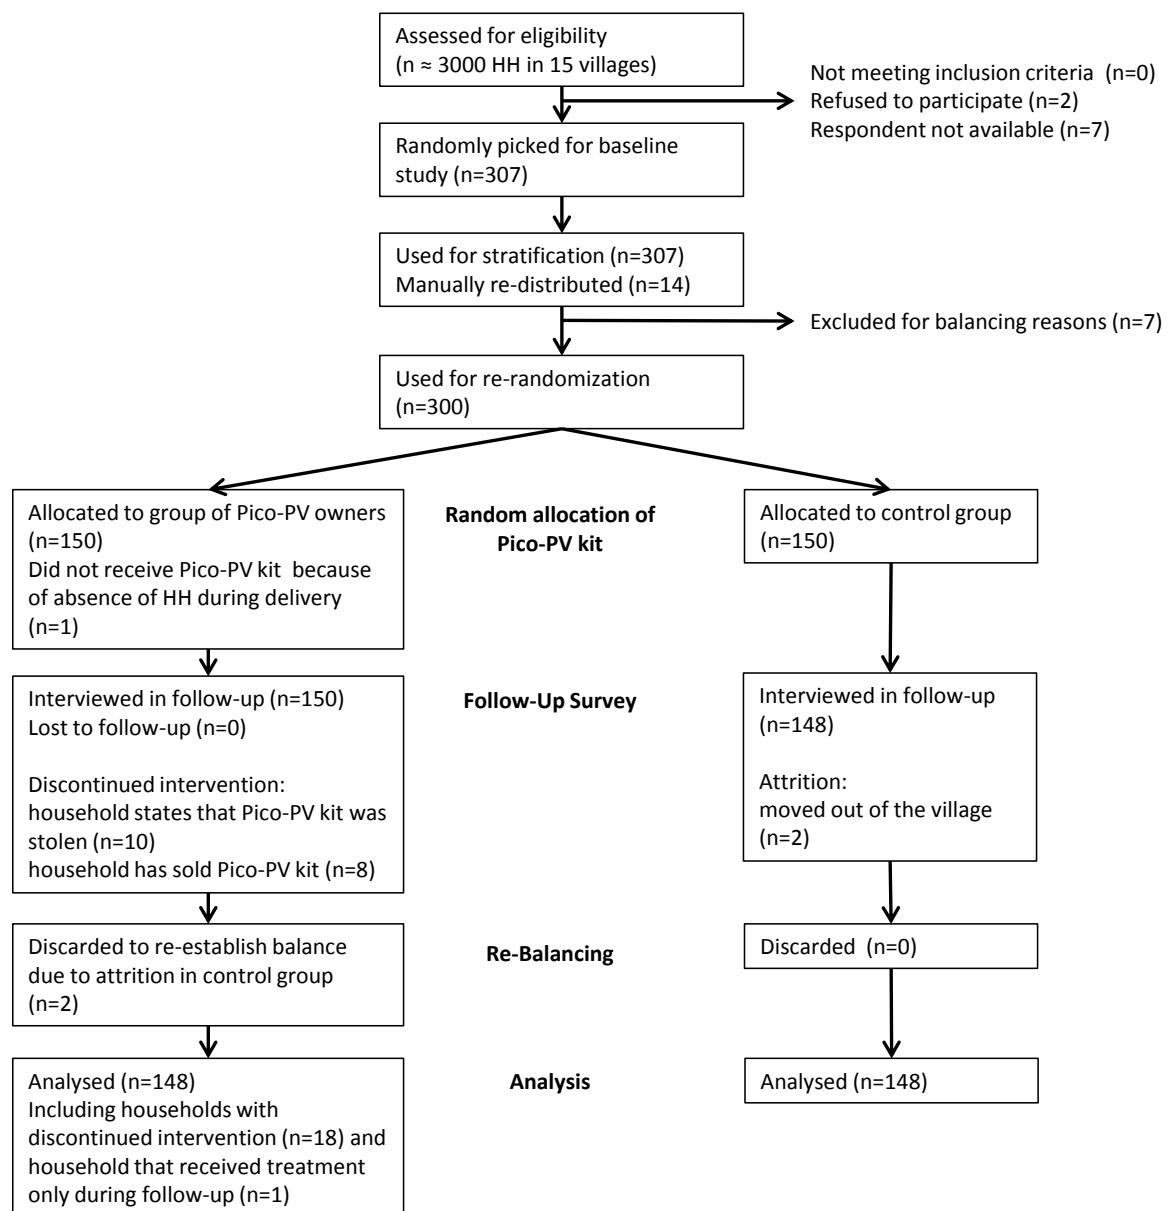 Assessed for eligibility
(n ≈ 3000 HH in 15 villages)
Not meeting inclusion criteria (n=0)
Refused to participate (n=2)
Respondent not available (n=7)
Randomly picked for baseline
study (n=307)
Used for stratification (n=307)
Manually re-distributed (n=14)
Excluded for balancing reasons (n=7)
Used for re-randomization
(n=300)
Allocated to group of Pico-PV owners
(n=150)
Did not receive Pico-PV kit because
of absence of HH during delivery
(n=1)
Random allocation of
Pico-PV kit
Allocated to control group
(n=150)
Interviewed in follow-up (n=150)
Lost to follow-up (n=0)
Discontinued intervention:
household states that Pico-PV kit was
stolen (n=10)
household has sold Pico-PV kit (n=8)
Follow-Up Survey
Interviewed in follow-up
(n=148)
Attrition:
moved out of the village
(n=2)
Discarded to re-establish balance
due to attrition in control group
(n=2)
Re-Balancing
Discarded (n=0)
Analysed (n=148)
Including households with
discontinued intervention (n=18) and
household that received treatment
only during follow-up (n=1)
Analysis
Analysed (n=148)